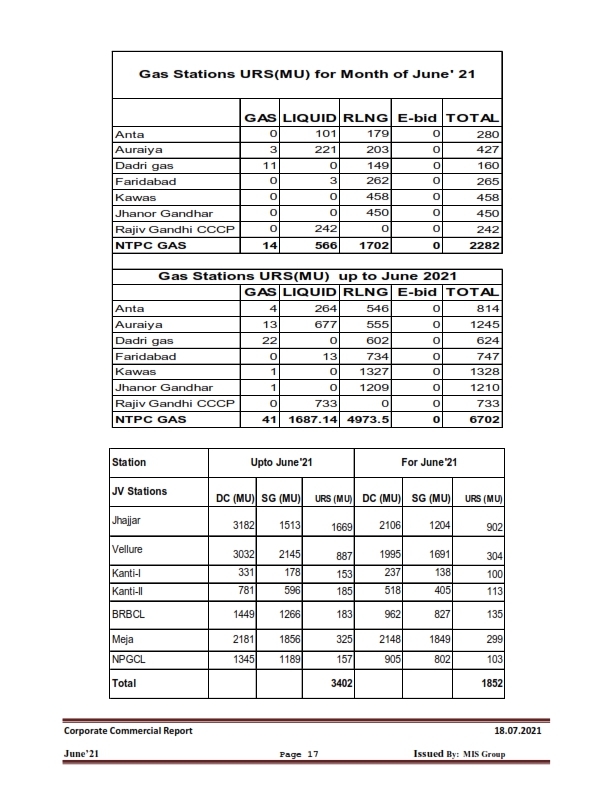 Gas Stations URS(MU) for Month of June' 21
GAS LIQUID RLNG E-bid TOTAL
Anta 0 101 179 0 280
Auraiya 3 221 203 0 427
Dadri gas 11 0 149 0 160
Faridabad 0 3 262 0 265
Kawas 0 0 458 0 458
Jhanor Gandhar 0 0 450 0 450
Rajiv Gandhi CCCP 0 242 0 0 242
NTPC GAS 14 566 1702 0 2282
Gas Stations URS(MU) up to June 2021
GAS LIQUID RLNG E-bid TOTAL
Anta 4 264 546 0 814
Auraiya 13 677 555 0 1245
Dadri gas 22 0 602 0 624
Faridabad 0 13 734 0 747
Kawas 1 0 1327 0 1328
Jhanor Gandhar 1 0 1209 0 1210
Rajiv Gandhi CCCP 0 733 0 0 733
NTPC GAS 41 1687.14 4973.5 0 6702
Station Upto June'21 For June'21
JV Stations DC (MU) SG (MU) URS (MU) DC (MU) SG (MU) URS (MU)
Jhajjar 3182 1513 1669 2106 1204 902
Vellure 3032 2145 887 1995 1691 304
Kanti-I 331 178 153 237 138 100
Kanti-II 781 596 185 518 405 113
BRBCL 1449 1266 183 962 827 135
Meja 2181 1856 325 2148 1849 299
NPGCL 1345 1189 157 905 802 103
Total 3402 1852
Corporate Commercial Report 18.07.2021
June'21 Page 17 Issued By: MIS Group